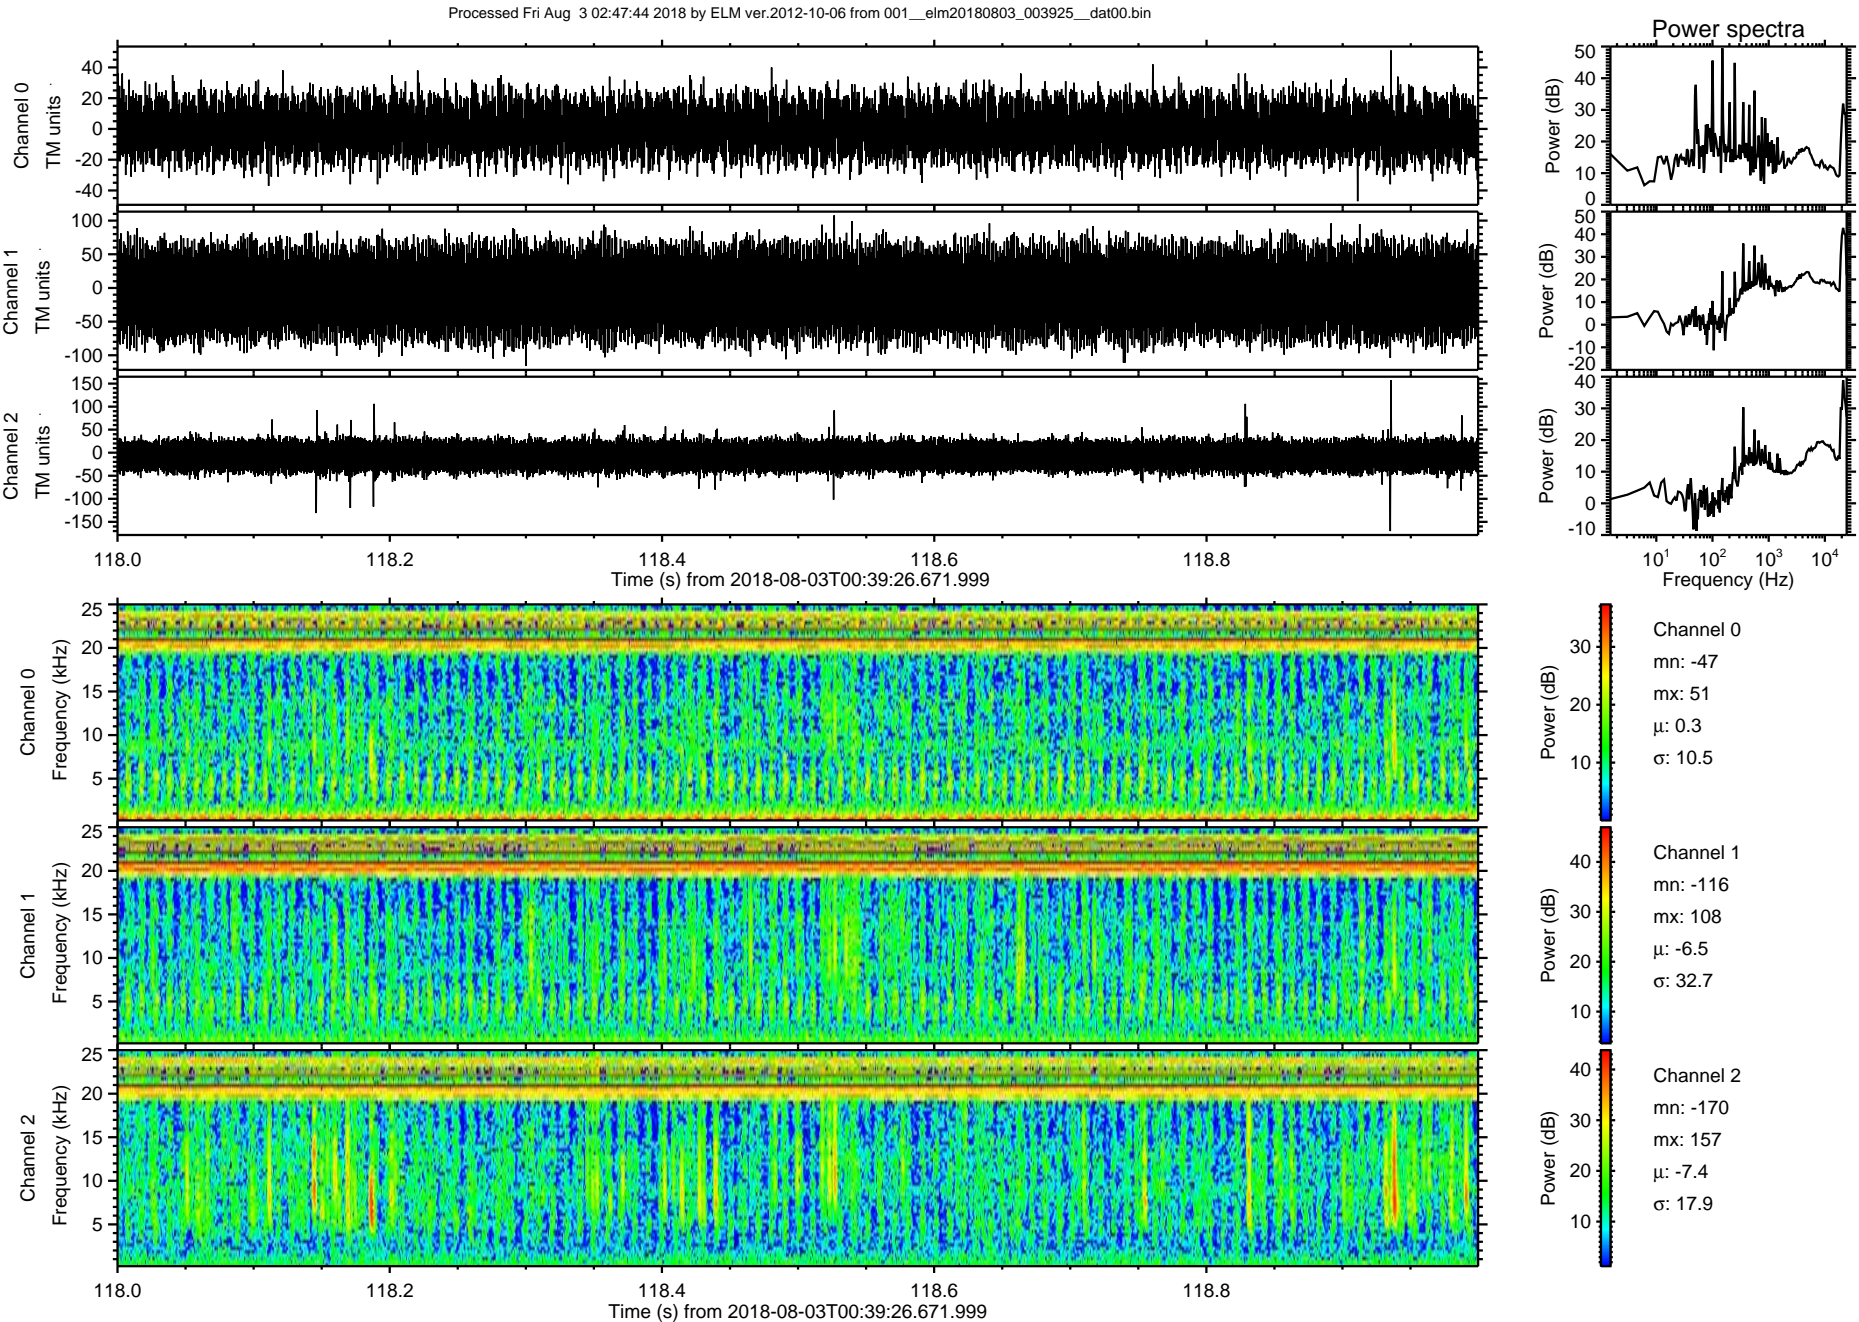 Processed Fri Aug  3 02:47:44 2018 by ELM ver.2012-10-06 from 001__elm20180803_003925__dat00.bin
Power spectra
Channel 0
TM units
40
20
0
-20
-40
Power (dB)
50
40
30
20
10
0
Channel 1
TM units
100
50
0
-50
-100
Power (dB)
50
40
30
20
10
0
-10
-20
Channel 2
TM units
150
100
50
0
-50
-100
-150
Power (dB)
40
30
20
10
0
-10
118.0 118.2 118.4 118.6 118.8
Time (s) from 2018-08-03T00:39:26.671.999
10^1 10^2 10^3 10^4
Frequency (Hz)
Channel 0
Frequency (kHz)
25
20
15
10
5
Power (dB)
30
20
10
Channel 0
mn: -47
mx: 51
μ: 0.3
σ: 10.5
Channel 1
Frequency (kHz)
25
20
15
10
5
Power (dB)
40
30
20
10
Channel 1
mn: -116
mx: 108
μ: -6.5
σ: 32.7
Channel 2
Frequency (kHz)
25
20
15
10
5
Power (dB)
40
30
20
10
Channel 2
mn: -170
mx: 157
μ: -7.4
σ: 17.9
118.0 118.2 118.4 118.6 118.8
Time (s) from 2018-08-03T00:39:26.671.999